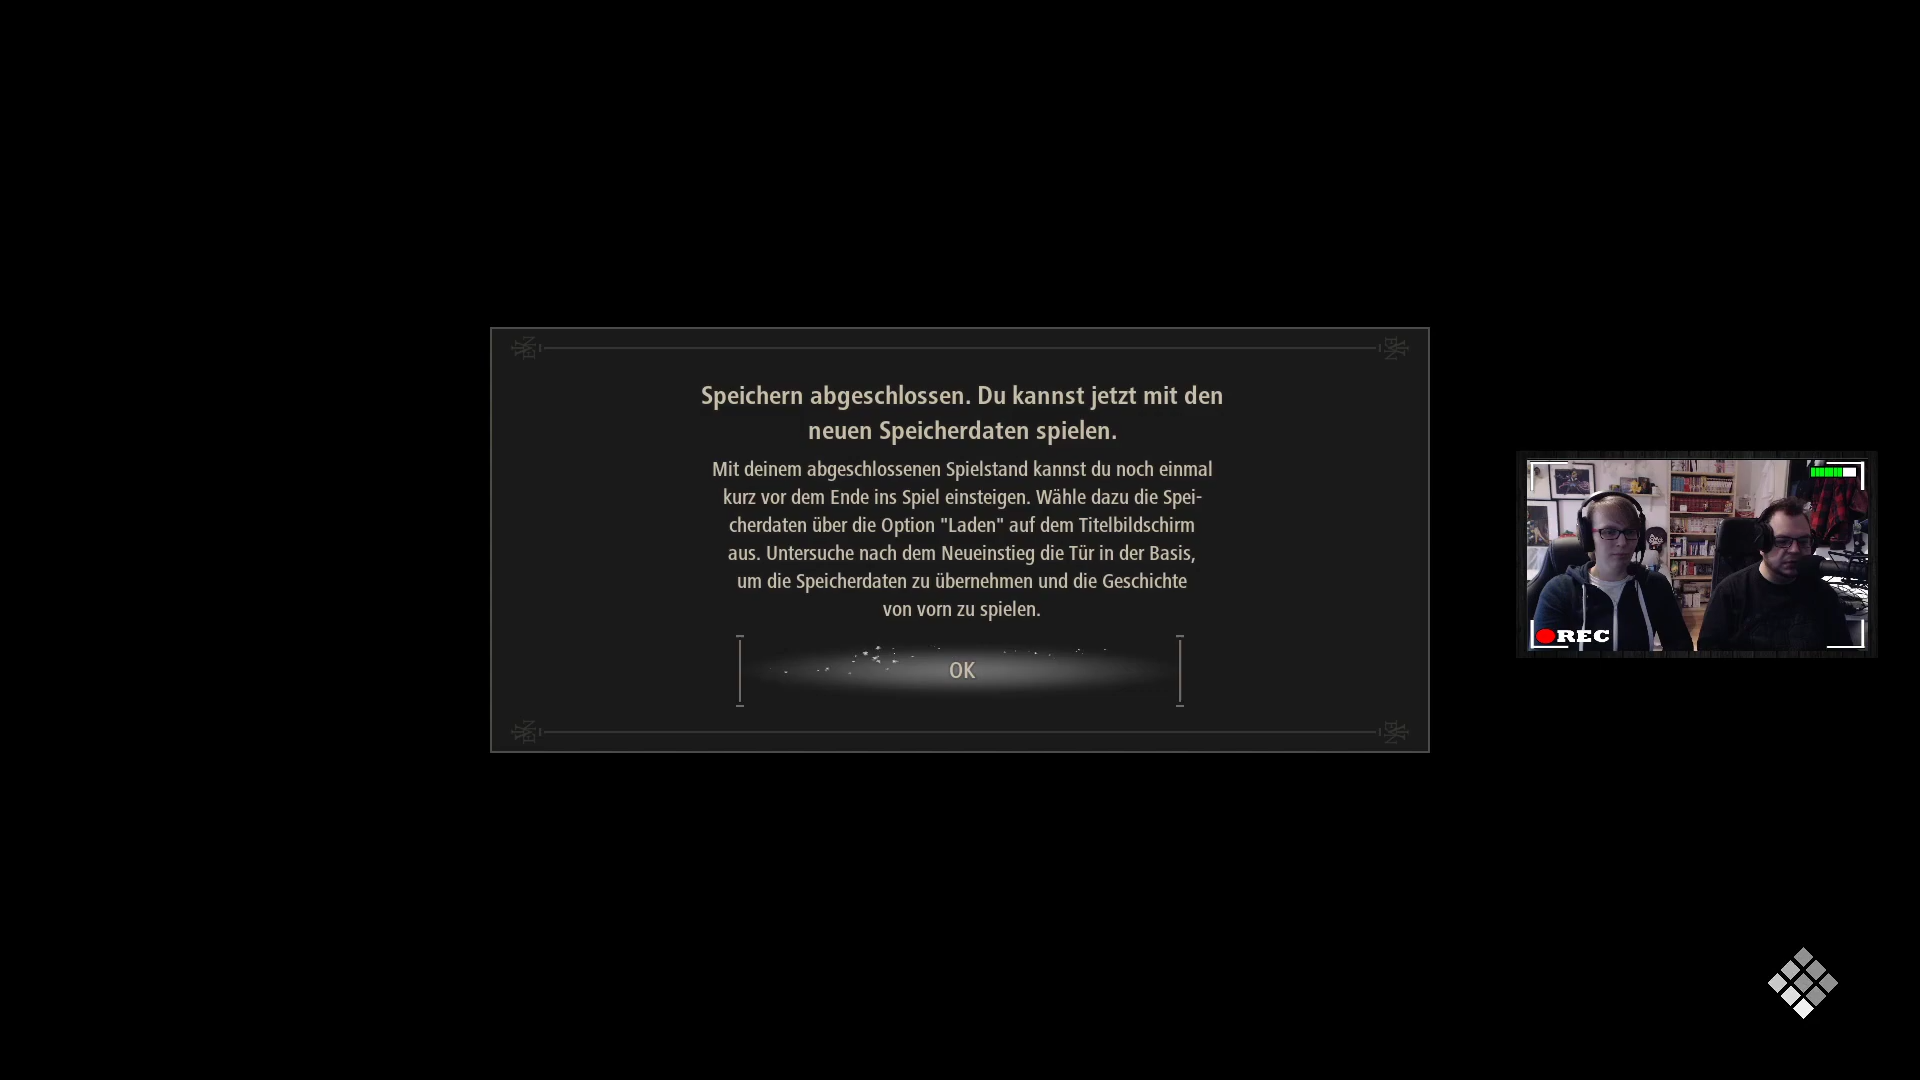 Speichern abgeschlossen. Du kannst jetzt mit den
neuen Speicherdaten spielen.
Mit deinem abgeschlossenen Spielstand kannst du noch einmal
kurz vor dem Ende ins Spiel einsteigen. Wähle dazu die Spei-
cherdaten über die Option "Laden" auf dem Titelbildschirm
aus. Untersuche nach dem Neueinstieg die Tür in der Basis,
um die Speicherdaten zu übernehmen und die Geschichte
von vorn zu spielen.
OK
REC